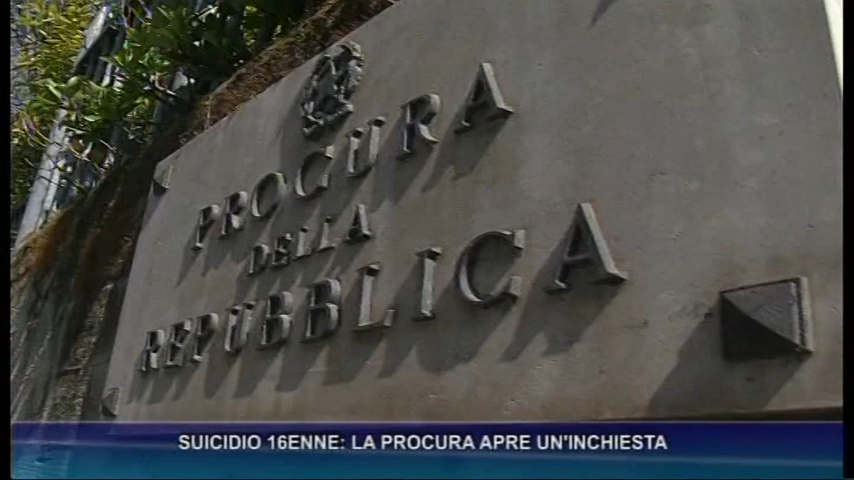 PROCURA
DELLA
REPUBBLICA
SUICIDIO 16ENNE: LA PROCURA APRE UN'INCHIESTA